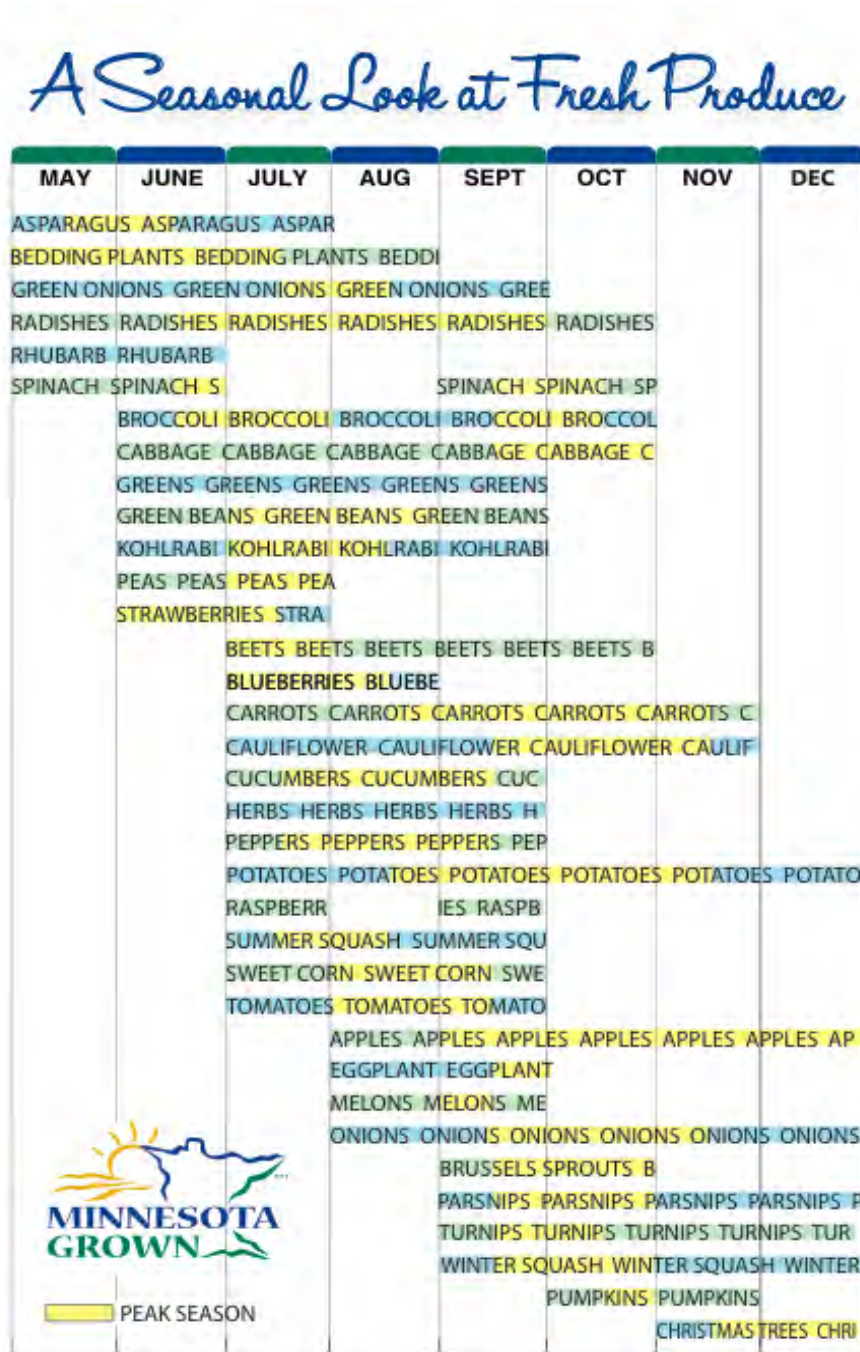 A Seasonal Look at Fresh Produce
MAY JUNE JULY AUG SEPT OCT NOV DEC
ASPARAGUS ASPARAGUS ASPAR
BEDDING PLANTS BEDDING PLANTS BEDDI
GREEN ONIONS GREEN ONIONS GREEN ONIONS GREE
RADISHES RADISHES RADISHES RADISHES RADISHES RADISHES
RHUBARB RHUBARB
SPINACH SPINACH S SPINACH SPINACH SP
BROCCOLI BROCCOLI BROCCOLI BROCCOLI BROCCOL
CABBAGE CABBAGE CABBAGE CABBAGE CABBAGE C
GREENS GREENS GREENS GREENS GREENS
GREEN BEANS GREEN BEANS GREEN BEANS
KOHLRABI KOHLRABI KOHLRABI KOHLRABI
PEAS PEAS PEAS PEA
STRAWBERRIES STRA
BEETS BEETS BEETS BEETS BEETS BEETS B
BLUEBERRIES BLUEBE
CARROTS CARROTS CARROTS CARROTS CARROTS C
CAULIFLOWER CAULIFLOWER CAULIFLOWER CAULIF
CUCUMBERS CUCUMBERS CUC
HERBS HERBS HERBS HERBS H
PEPPERS PEPPERS PEPPERS PEP
POTATOES POTATOES POTATOES POTATOES POTATOES POTATO
RASPBERR IES RASPB
SUMMER SQUASH SUMMER SQU
SWEET CORN SWEET CORN SWE
TOMATOES TOMATOES TOMATO
APPLES APPLES APPLES APPLES APPLES APPLES AP
EGGPLANT EGGPLANT
MELONS MELONS ME
ONIONS ONIONS ONIONS ONIONS ONIONS ONIONS
BRUSSELS SPROUTS B
PARSNIPS PARSNIPS PARSNIPS PARSNIPS P
TURNIPS TURNIPS TURNIPS TURNIPS TUR
WINTER SQUASH WINTER SQUASH WINTER
PUMPKINS PUMPKINS
CHRISTMAS TREES CHRI
MINNESOTA
GROWN
PEAK SEASON